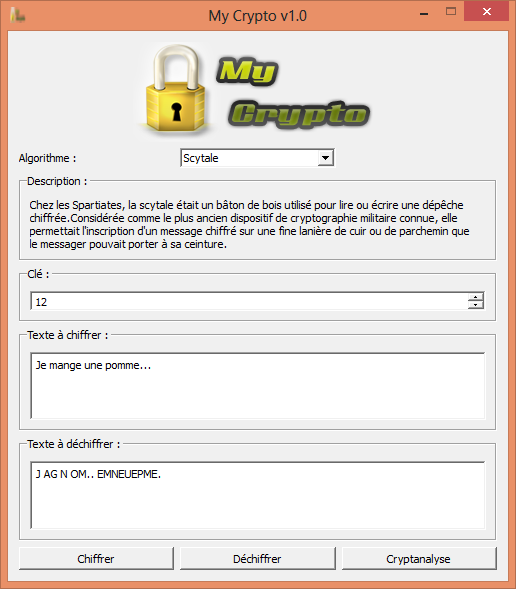 My Crypto v1.0
My
Crypto
Algorithme :
Scytale
Description :
Chez les Spartiates, la scytale était un bâton de bois utilisé pour lire ou écrire une dépêche
chiffrée.Considérée comme le plus ancien dispositif de cryptographie militaire connue, elle
permettait l'inscription d'un message chiffré sur une fine lanière de cuir ou de parchemin que
le messager pouvait porter à sa ceinture.
Clé :
12
Texte à chiffrer :
Je mange une pomme...
Texte à déchiffrer :
J AG N OM.. EMNEUEPME.
Chiffrer
Déchiffrer
Cryptanalyse